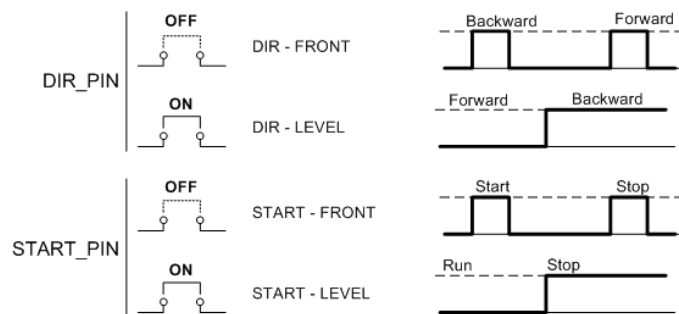 OFF
DIR - FRONT
Backward Forward
DIR_PIN
ON
DIR - LEVEL
Forward Backward
OFF
START - FRONT
Start Stop
START_PIN
ON
START - LEVEL
Run Stop